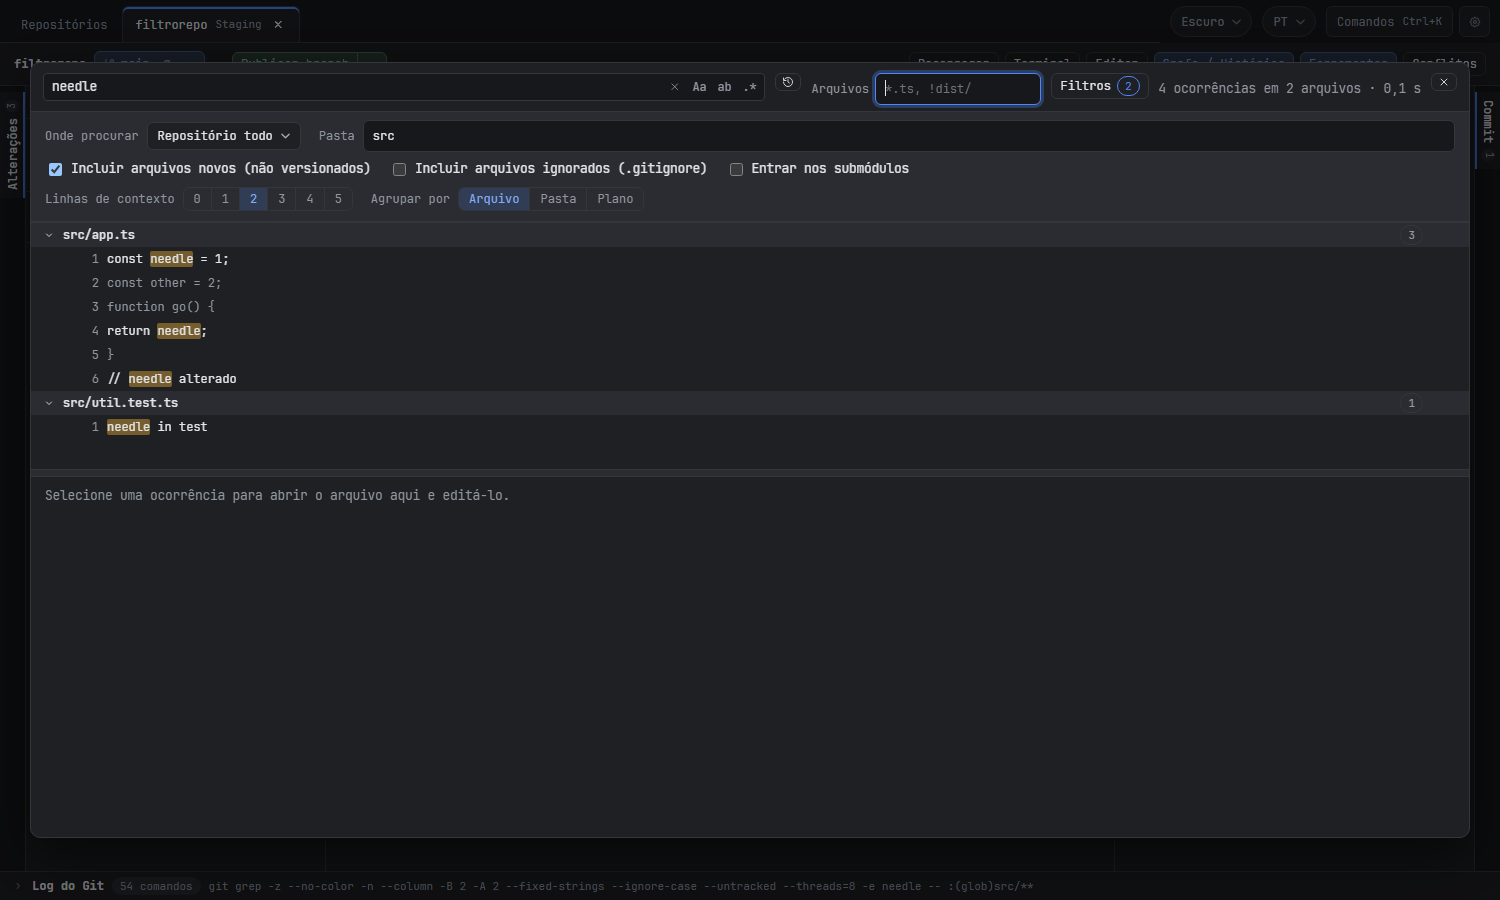 Repositórios filtrorepo Staging × Escuro PT Comandos Ctrl+K
needle × Aa ab .* Arquivos *.ts, !dist/ Filtros 2 4 ocorrências em 2 arquivos · 0,1 s ×
Onde procurar Repositório todo Pasta src
Incluir arquivos novos (não versionados) Incluir arquivos ignorados (.gitignore) Entrar nos submódulos
Linhas de contexto 0 1 2 3 4 5 Agrupar por Arquivo Pasta Plano
Alterações 3
Commit 1
src/app.ts 3
1 const needle = 1;
2 const other = 2;
3 function go() {
4 return needle;
5 }
6 // needle alterado
src/util.test.ts 1
1 needle in test
Selecione uma ocorrência para abrir o arquivo aqui e editá-lo.
Log do Git 54 comandos git grep -z --no-color -n --column -B 2 -A 2 --fixed-strings --ignore-case --untracked --threads=8 -e needle -- :(glob)src/**